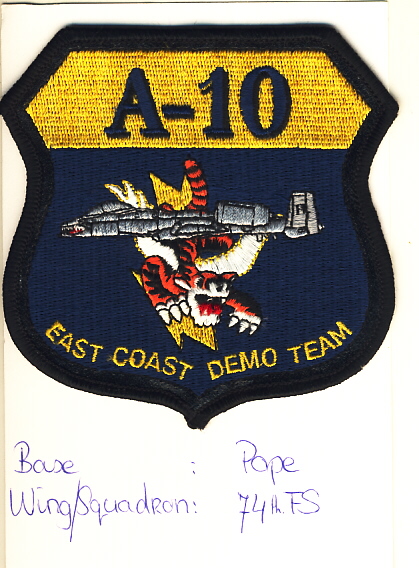 A-10
EAST COAST DEMO TEAM
Base : Pope
Wing/Squadron: 74th.FS